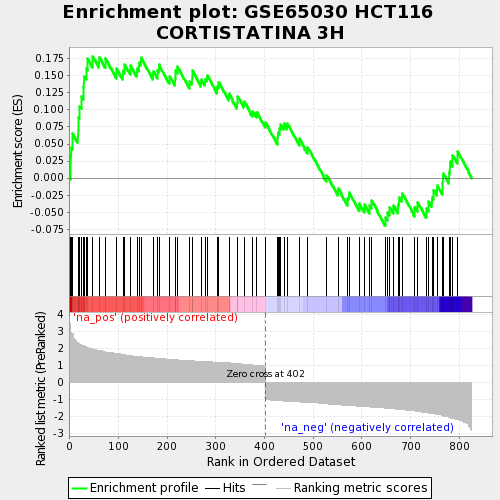 Enrichment plot: GSE65030 HCT116
CORTISTATINA 3H
Enrichment score (ES)
0.175
0.150
0.125
0.100
0.075
0.050
0.025
0.000
-0.025
-0.050
-0.075
'na_pos' (positively correlated)
Ranked list metric (PreRanked)
4
3
2
1
0
-1
-2
-3
Zero cross at 402
'na_neg' (negatively correlated)
0 100 200 300 400 500 600 700 800
Rank in Ordered Dataset
Enrichment profile Hits Ranking metric scores